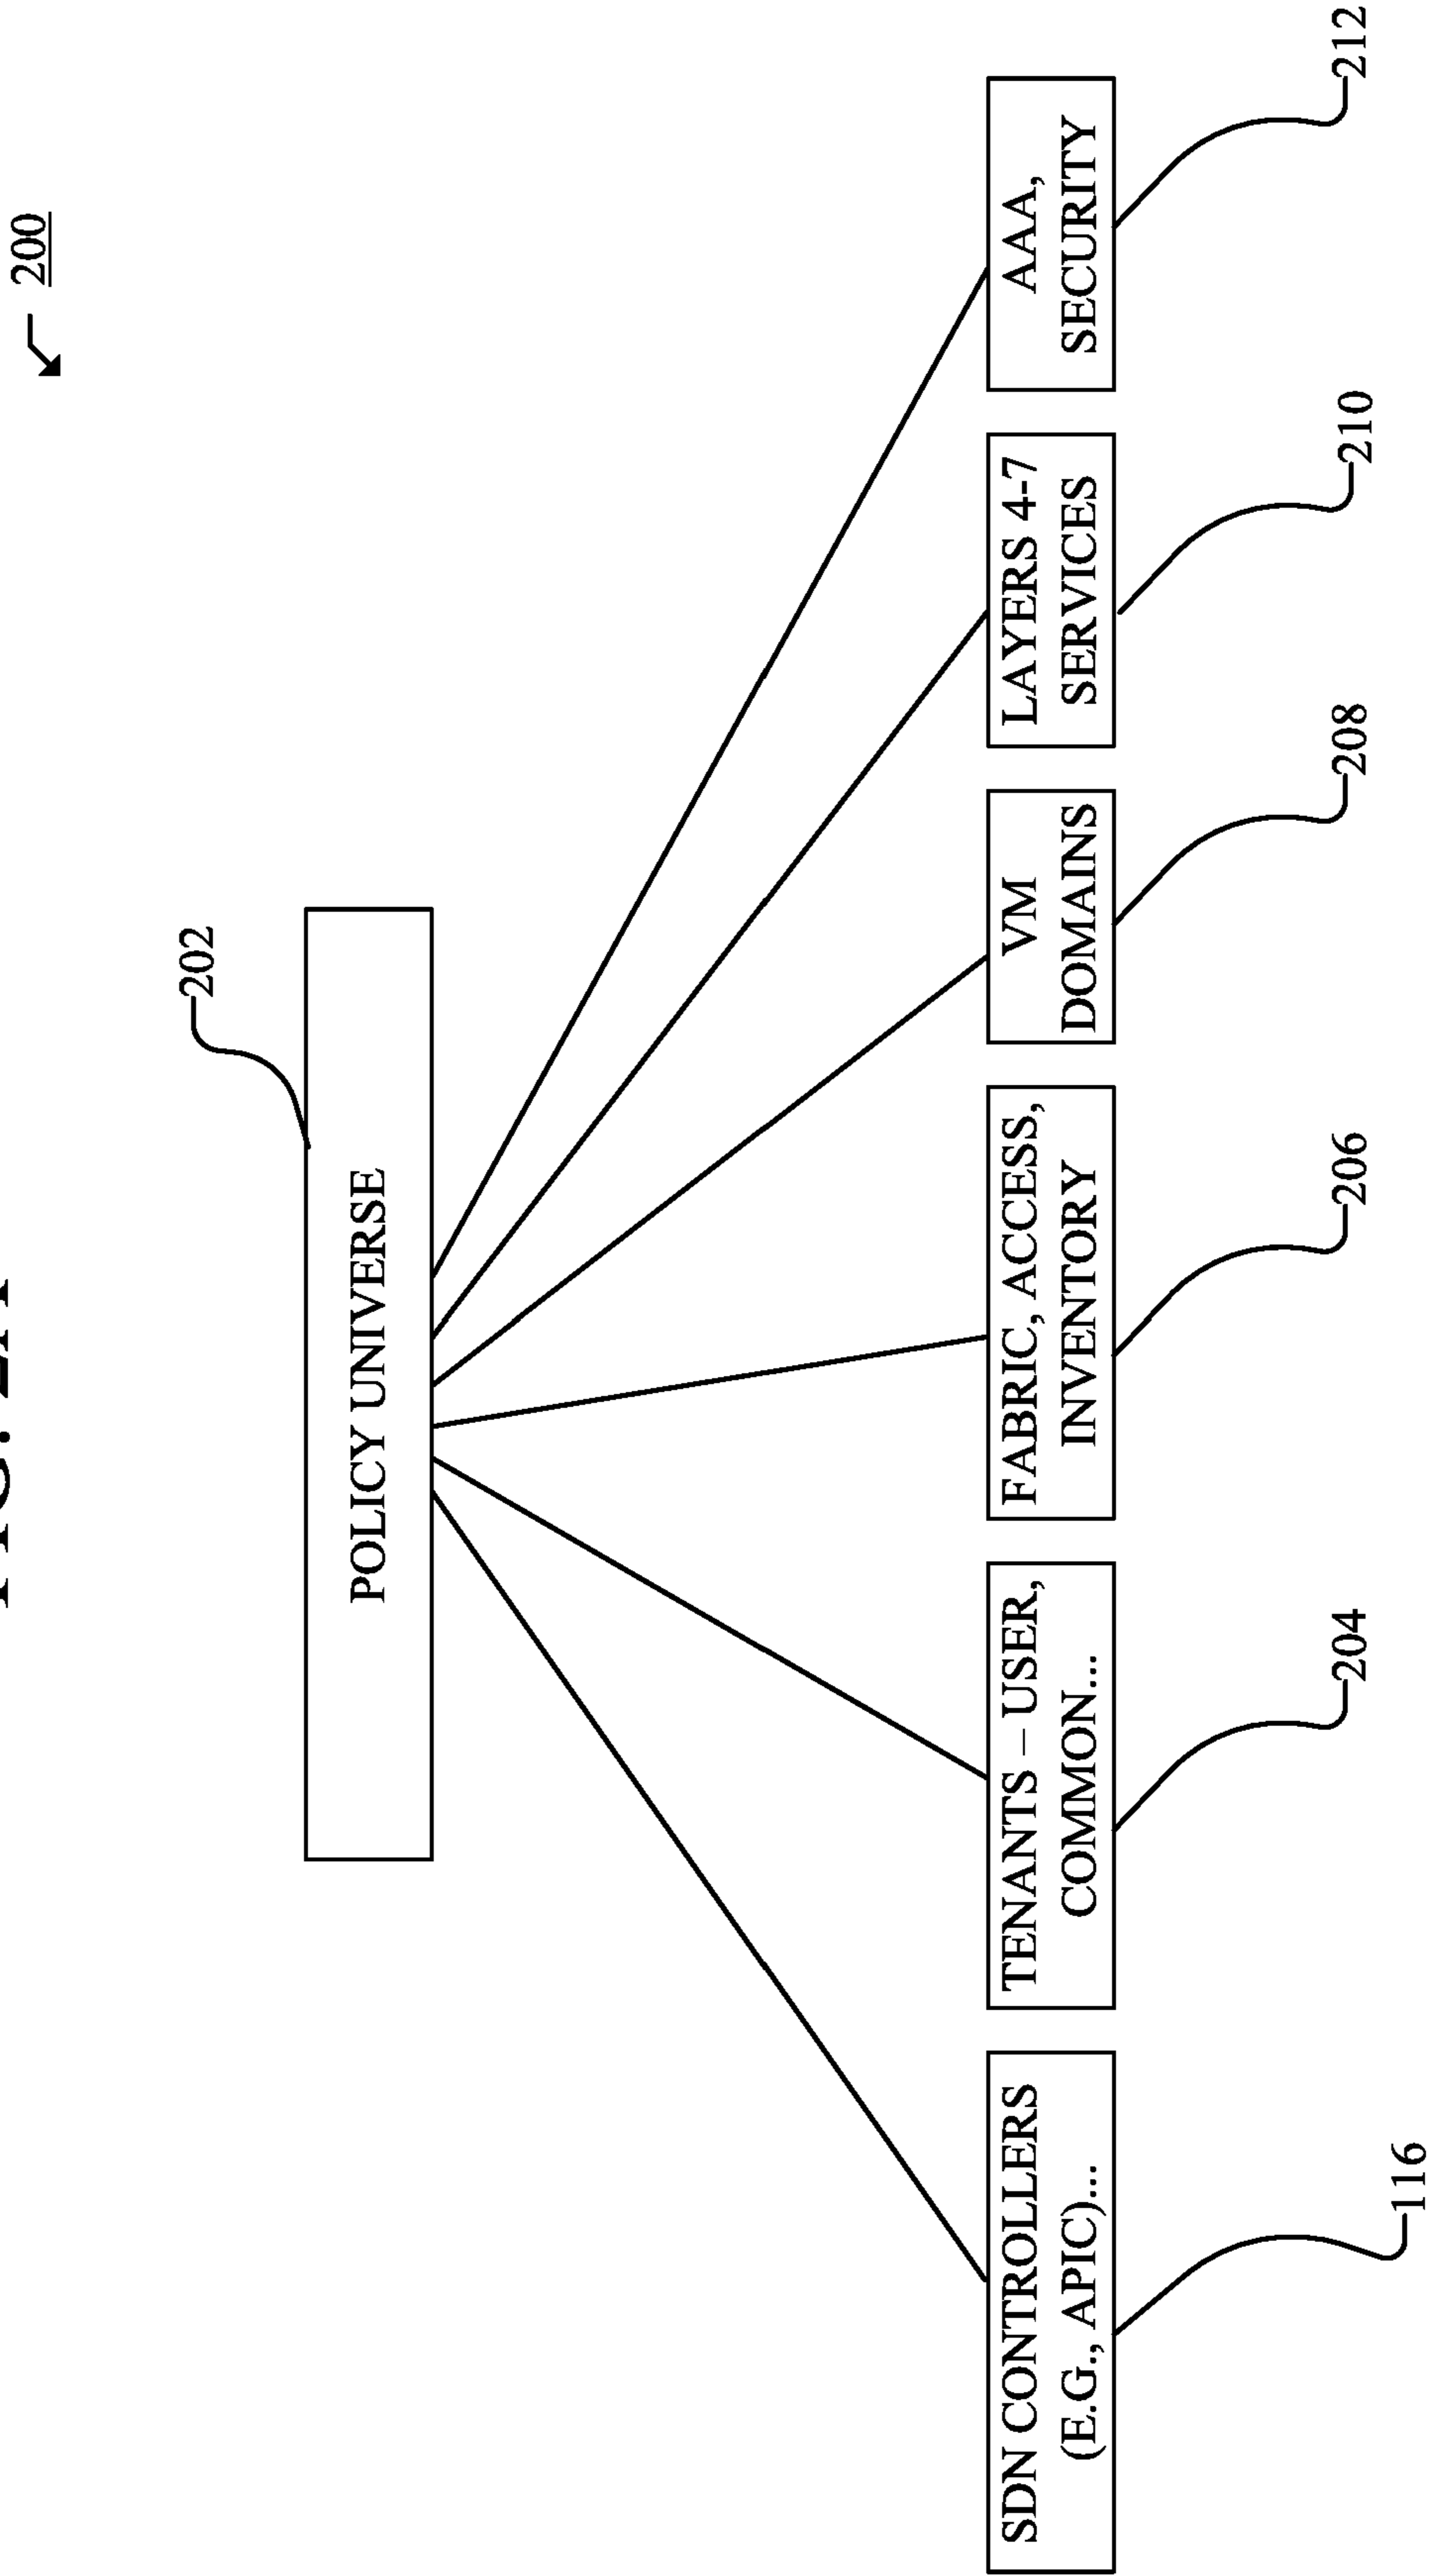 200
202
POLICY UNIVERSE
SDN CONTROLLERS
(E.G., APIC)...
TENANTS – USER,
COMMON...
FABRIC, ACCESS,
INVENTORY
VM
DOMAINS
LAYERS 4-7
SERVICES
AAA,
SECURITY
116
204
206
208
210
212